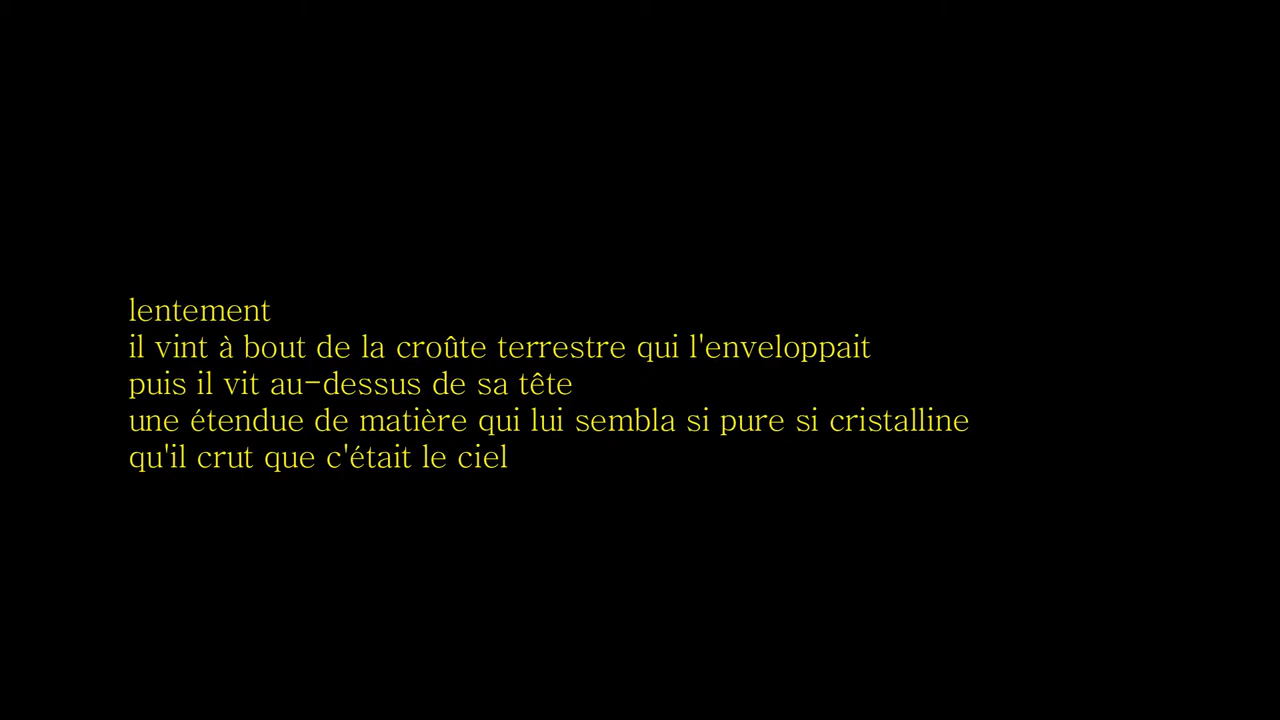 lentement
il vint à bout de la croûte terrestre qui l'enveloppait
puis il vit au-dessus de sa tête
une étendue de matière qui lui sembla si pure si cristalline
qu'il crut que c'était le ciel